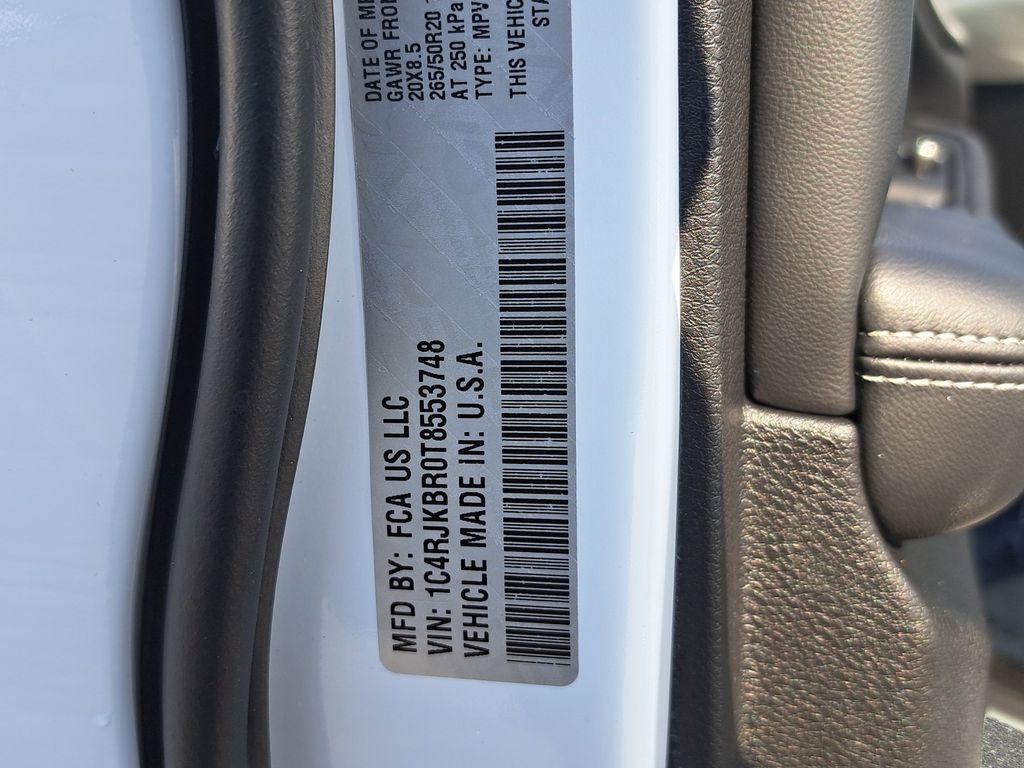 MFD BY: FCA US LLC
VIN: 1C4RJKBR0T8553748
VEHICLE MADE IN: U.S.A.
DATE OF
GAWR FRON
20X8.5
265/50R20
AT 250 kPa
TYPE: MPV
THIS VEHIC
STA